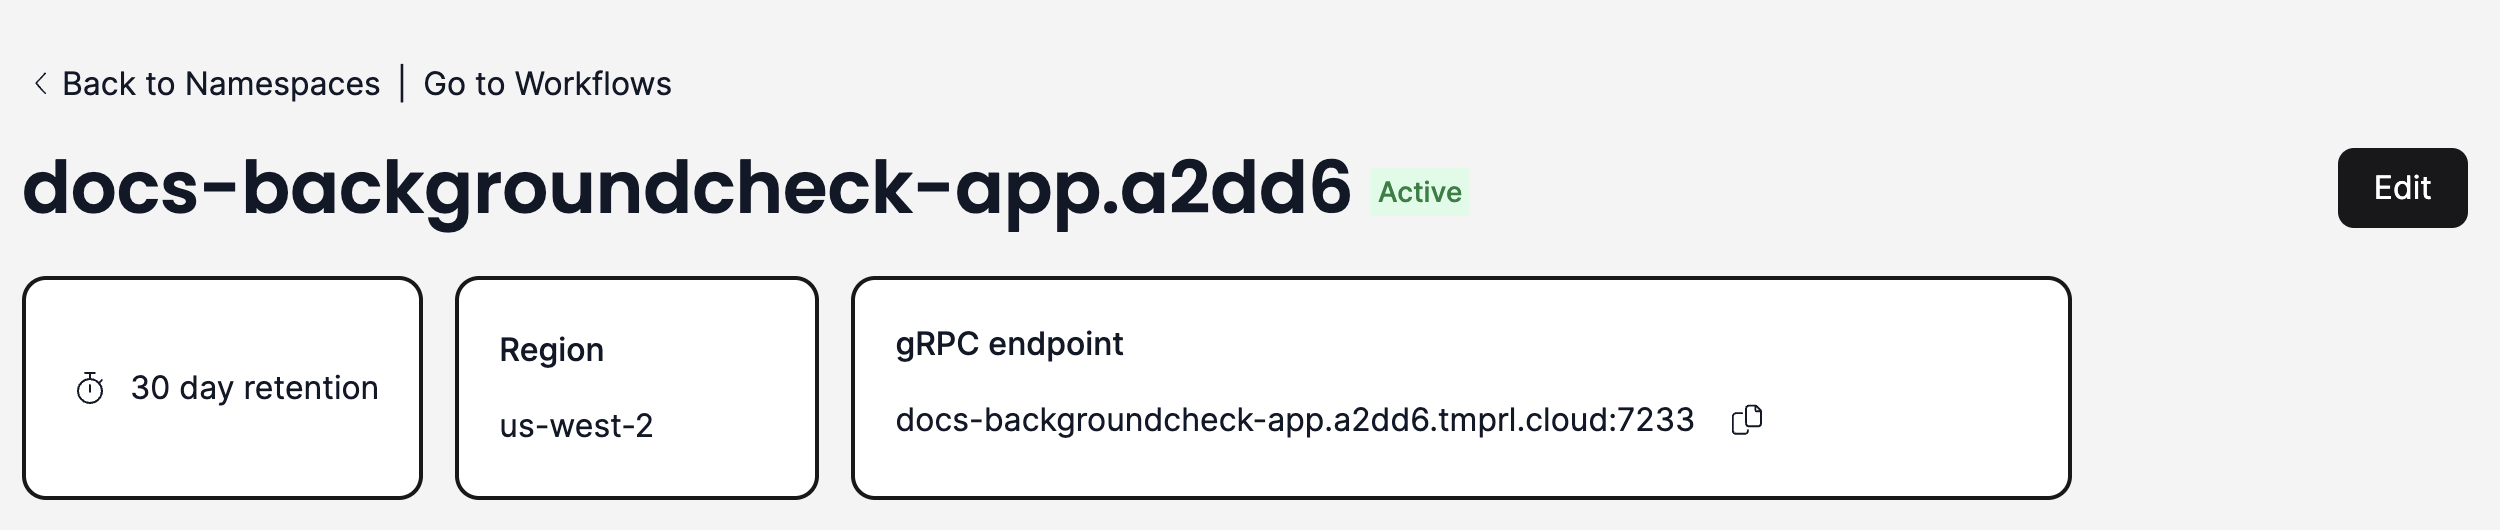 Back to Namespaces | Go to Workflows
docs-backgroundcheck-app.a2dd6 Active
Edit
30 day retention
Region
us-west-2
gRPC endpoint
docs-backgroundcheck-app.a2dd6.tmprl.cloud:7233